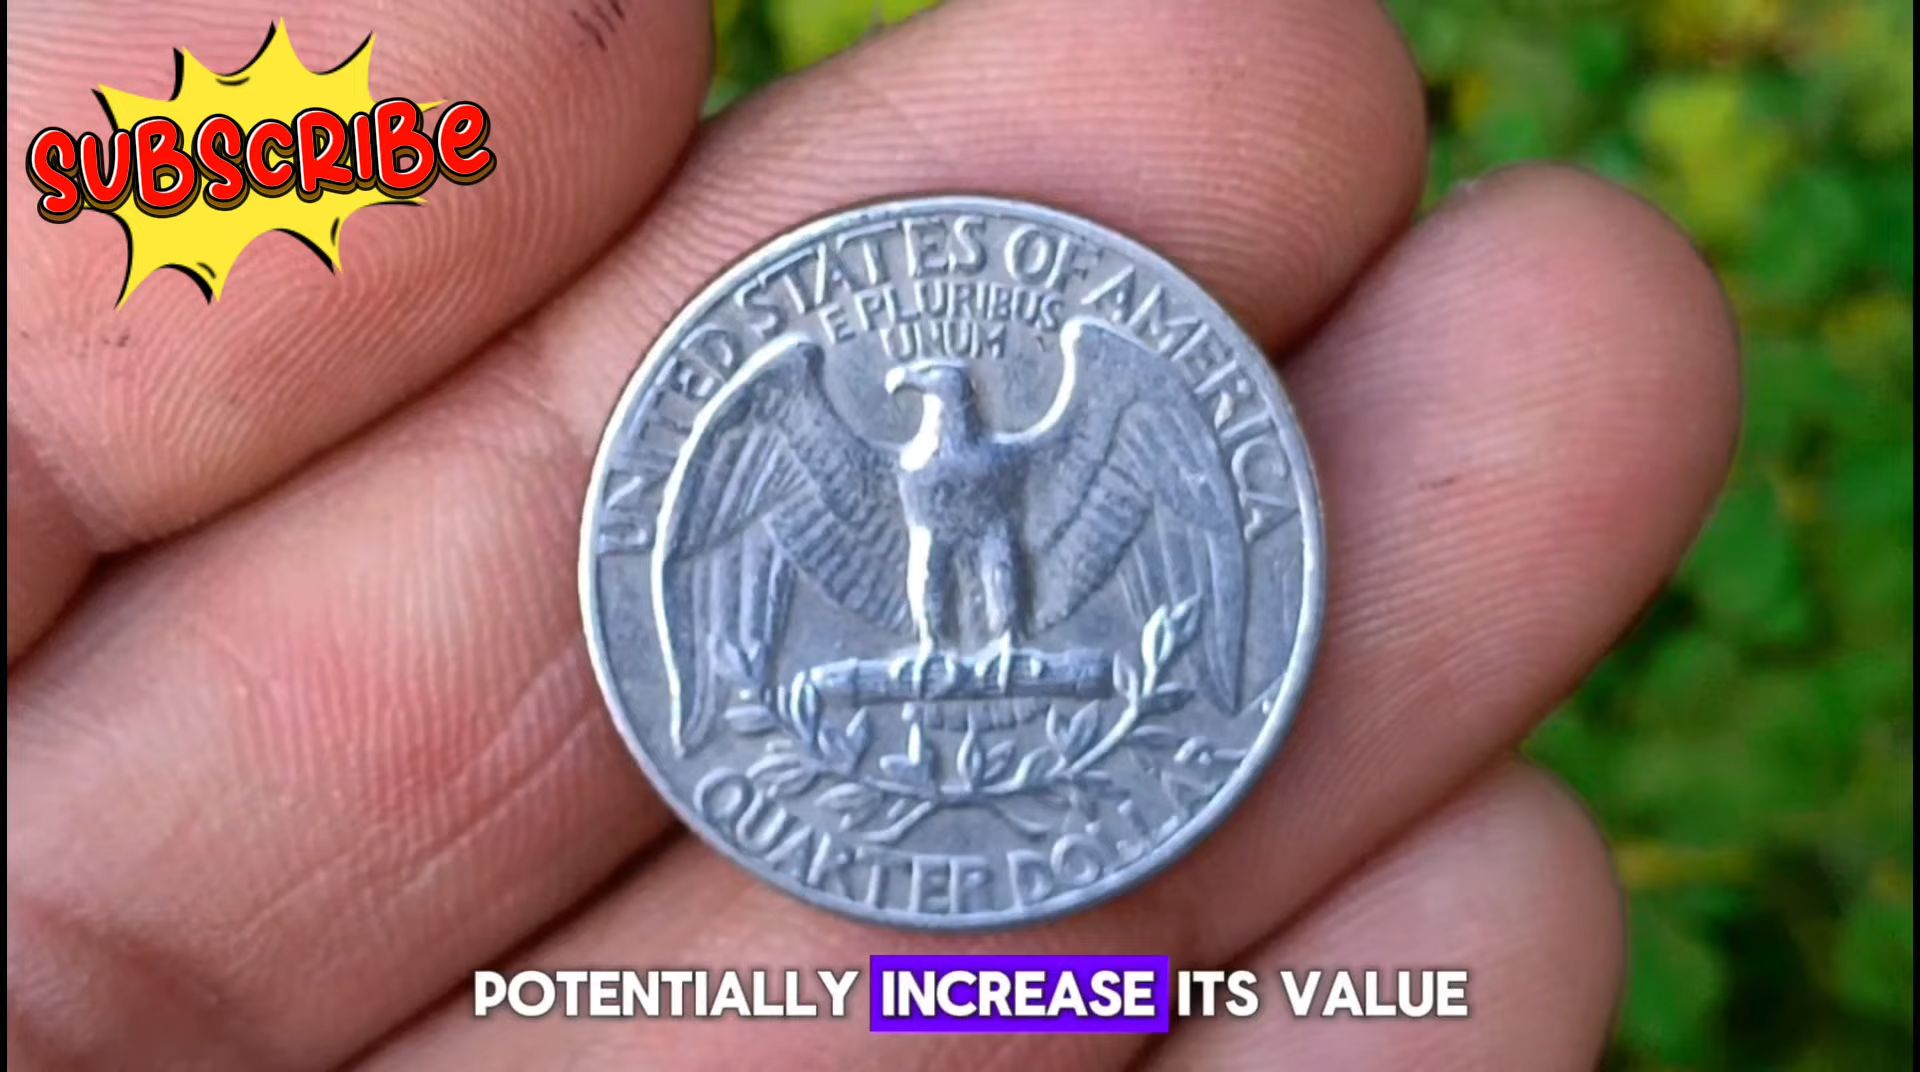 SUBSCRIBE
UNITED STATES OF AMERICA
E PLURIBUS
UNUM
QUARTER DOLLAR
POTENTIALLY INCREASE ITS VALUE